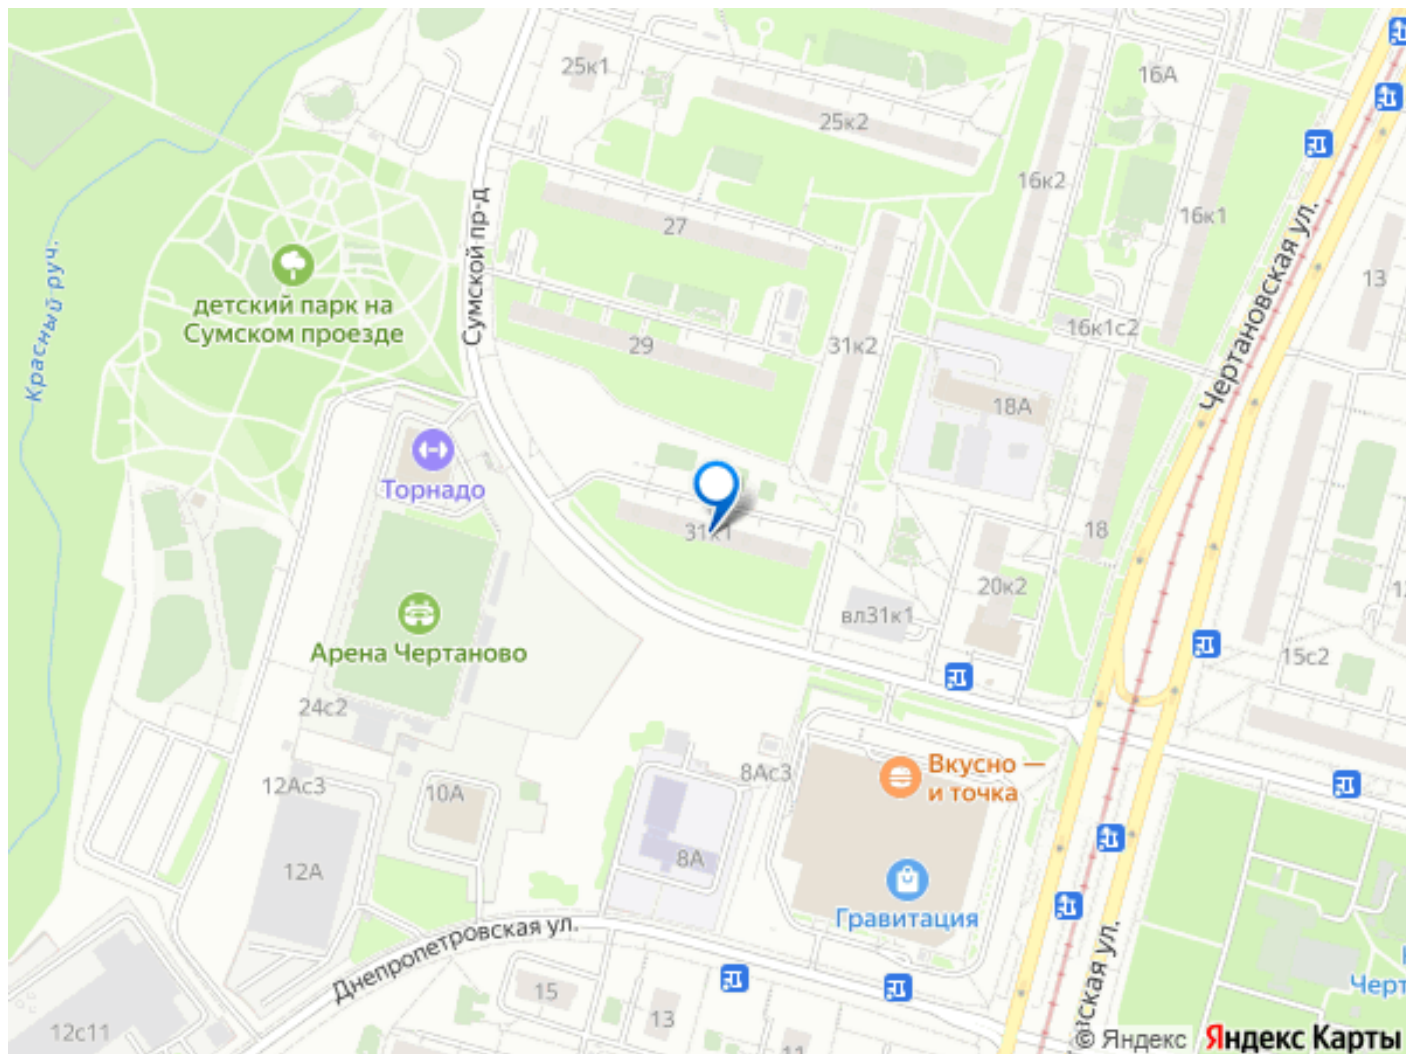 25к1
16А
25к2
16к2
16к1
Сумской пр-д
27
Чертановская ул.
13
Красный руч.
детский парк на
Сумском проезде
16к1с2
29
31к2
18А
Торнадо
31к1
18
20к2
вл31к1
Арена Чертаново
15с2
24с2
8Ас3
Вкусно —
и точка
12Ас3
10А
12А
8А
Гравитация
Днепропетровская ул.
15
13
11
12с11
© Яндекс
Яндекс Карты